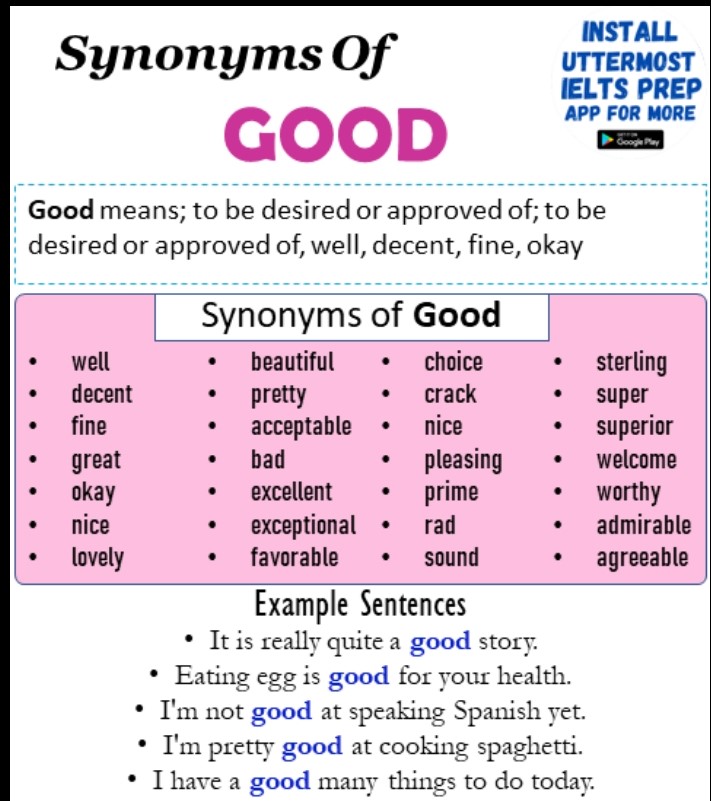 Synonyms Of
GOOD
INSTALL
UTTERMOST
IELTS PREP
APP FOR MORE
GET IT ON
Google Play
Good means; to be desired or approved of; to be
desired or approved of, well, decent, fine, okay
Synonyms of Good
• well • beautiful • choice • sterling
• decent • pretty • crack • super
• fine • acceptable • nice • superior
• great • bad • pleasing • welcome
• okay • excellent • prime • worthy
• nice • exceptional • rad • admirable
• lovely • favorable • sound • agreeable
Example Sentences
• It is really quite a good story.
• Eating egg is good for your health.
• I'm not good at speaking Spanish yet.
• I'm pretty good at cooking spaghetti.
• I have a good many things to do today.